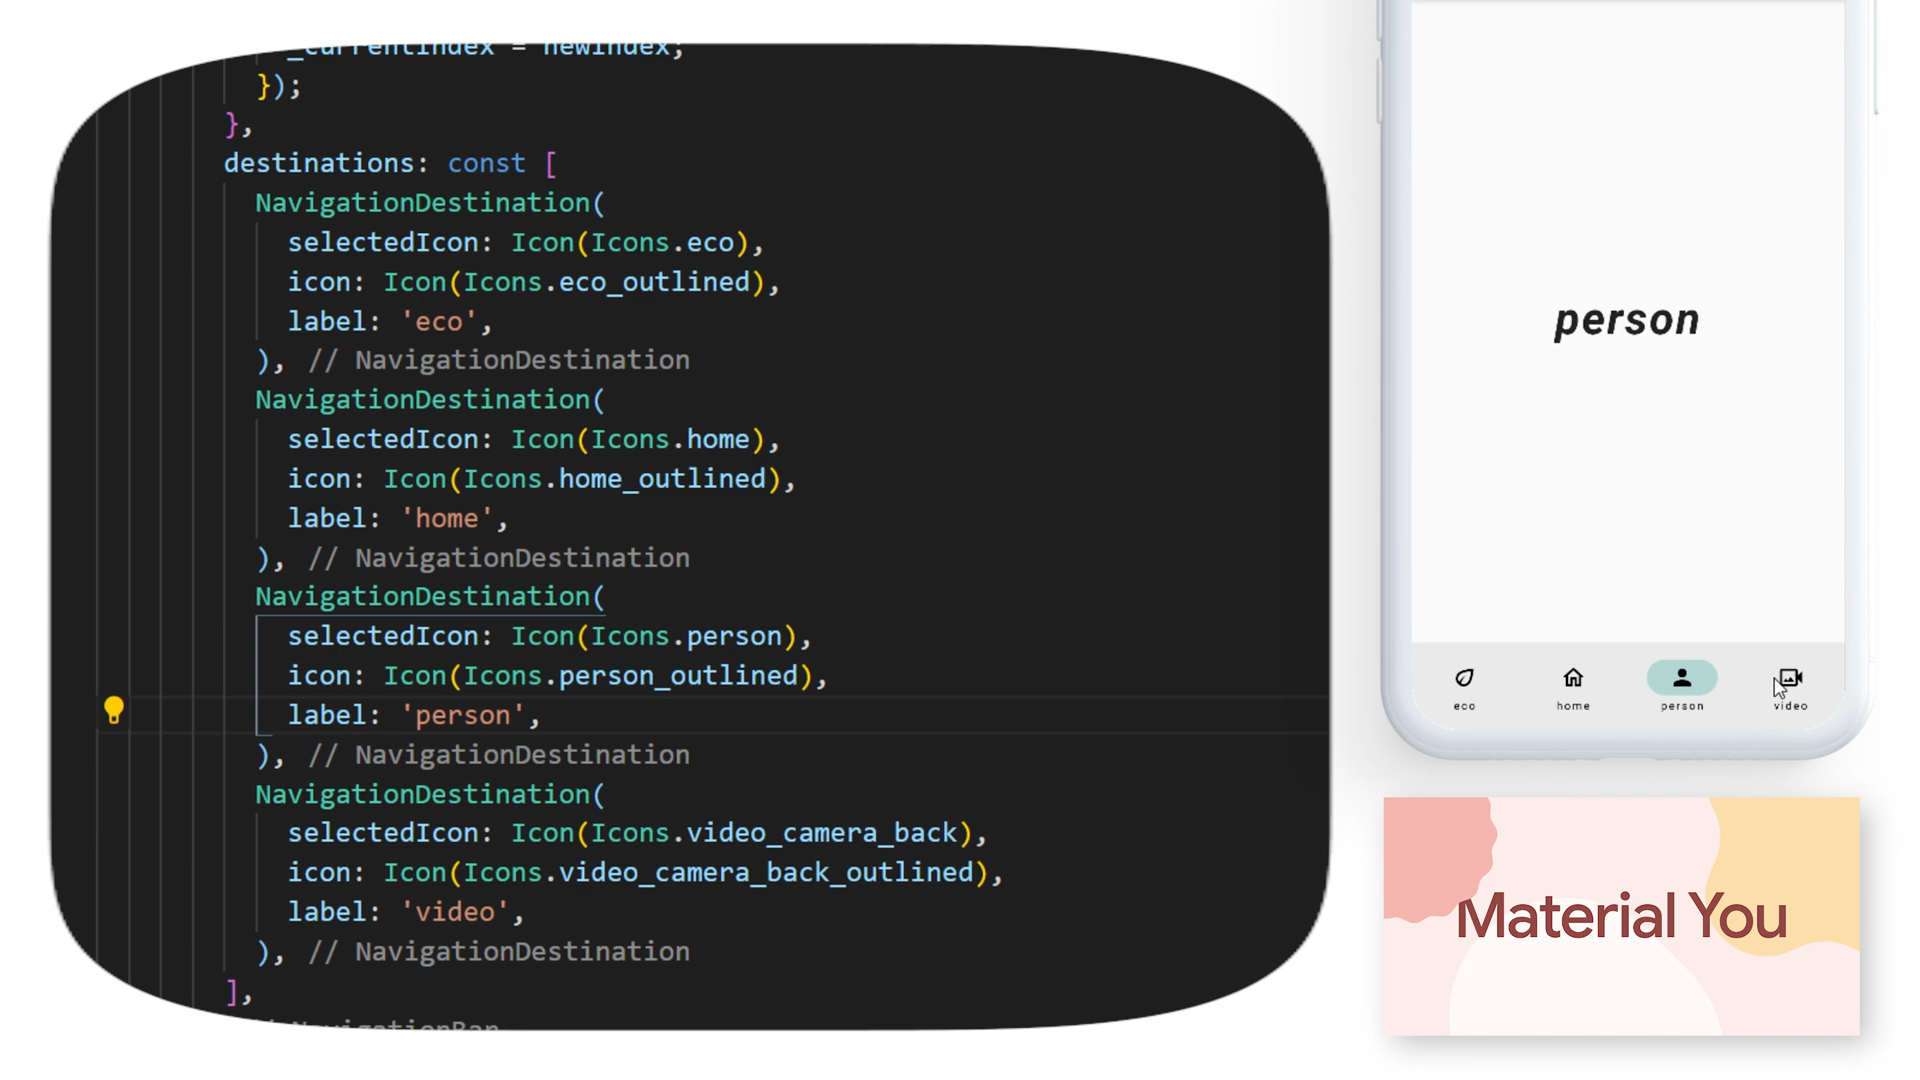 _currentIndex = newIndex;
});
},
destinations: const [
NavigationDestination(
selectedIcon: Icon(Icons.eco),
icon: Icon(Icons.eco_outlined),
label: 'eco',
), // NavigationDestination
NavigationDestination(
selectedIcon: Icon(Icons.home),
icon: Icon(Icons.home_outlined),
label: 'home',
), // NavigationDestination
NavigationDestination(
selectedIcon: Icon(Icons.person),
icon: Icon(Icons.person_outlined),
label: 'person',
), // NavigationDestination
NavigationDestination(
selectedIcon: Icon(Icons.video_camera_back),
icon: Icon(Icons.video_camera_back_outlined),
label: 'video',
), // NavigationDestination
],
// NavigationBar
person
eco home person video
Material You